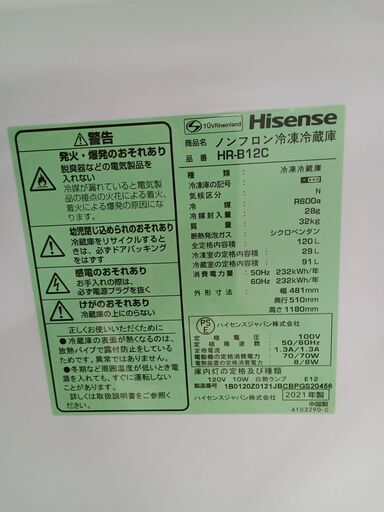 TÜVRheinland
Hisense
商品名 ノンフロン冷凍冷蔵庫
品番 HR-B12C
種類 冷凍冷蔵庫
冷凍庫の記号
気候区分 N
冷媒 R600a
冷媒封入量 28g
質量 32kg
断熱発泡ガス シクロペンタン
全定格内容積 120L
冷凍室の定格内容積 29L
冷蔵室の定格内容積 91L
消費電力量 50Hz 232kWh/年
60Hz 232kWh/年
外形寸法 幅 481mm
奥行 510mm
高さ 1180mm
PSE
ハイセンスジャパン株式会社
定格電圧 100V
定格周波数 50/60Hz
定格電流 1.3A/1.3A
電動機の定格消費電力 70/70W
電熱装置の定格消費電力 8/8W
庫内灯の定格及び種類
120V 10W 白熱ランプ E12
製造番号 1B0120Z0121JBCBPGS20456
ハイセンスジャパン株式会社
2021年製
中国製
4103290-C
警告
発火・爆発のおそれあり
脱臭器などの電気製品を
入れない
冷媒が漏れていると電気製
品の接点の火花による着
火、着火による発火の原因にな
ります。
幼児閉じ込めのおそれあり
冷蔵庫をリサイクルすると
きは、必ずドアパッキング
をはずす
感電のおそれあり
お手入れの際は、
必ず電源プラグを抜く
けがのおそれあり
冷蔵庫の上にのらない
正しくお使いいただくために
●冷蔵庫の表面が熱くなるのは、
放熱パイプで露付防止をしている
ためで、異常ではありません。
●冬期など周囲温度が低いときは電
源を入れても、すぐに運転しない
ことがあります。
詳しくは取扱説明書をご覧ください。